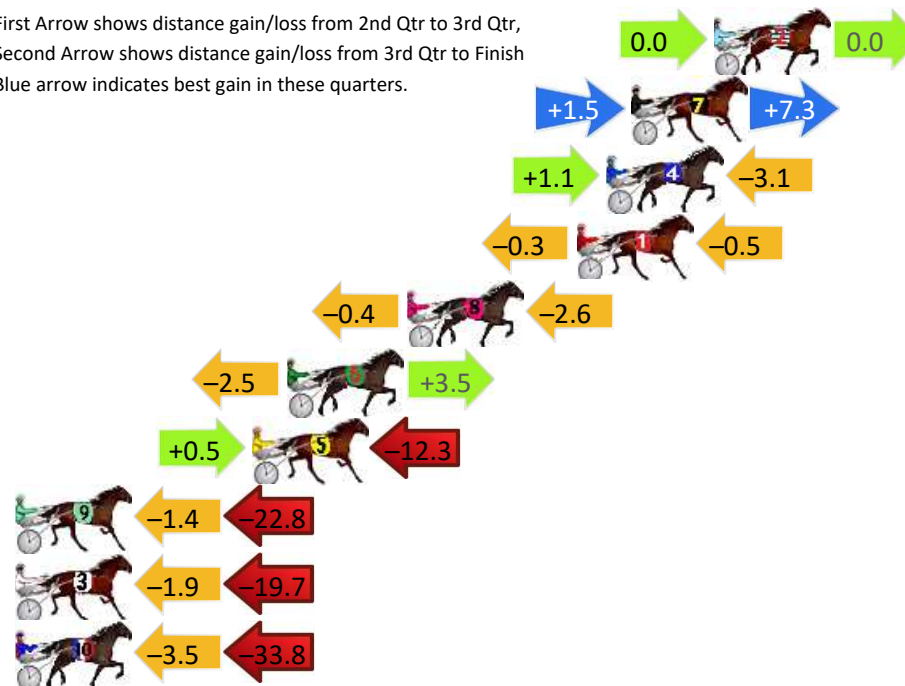 First Arrow shows distance gain/loss from 2nd Qtr to 3rd Qtr,
Second Arrow shows distance gain/loss from 3rd Qtr to Finish
Blue arrow indicates best gain in these quarters.
0.0 2 0.0
+1.5 7 +7.3
+1.1 4 –3.1
–0.3 1 –0.5
–0.4 8 –2.6
–2.5 6 +3.5
+0.5 5 –12.3
9 –1.4 –22.8
3 –1.9 –19.7
10 –3.5 –33.8